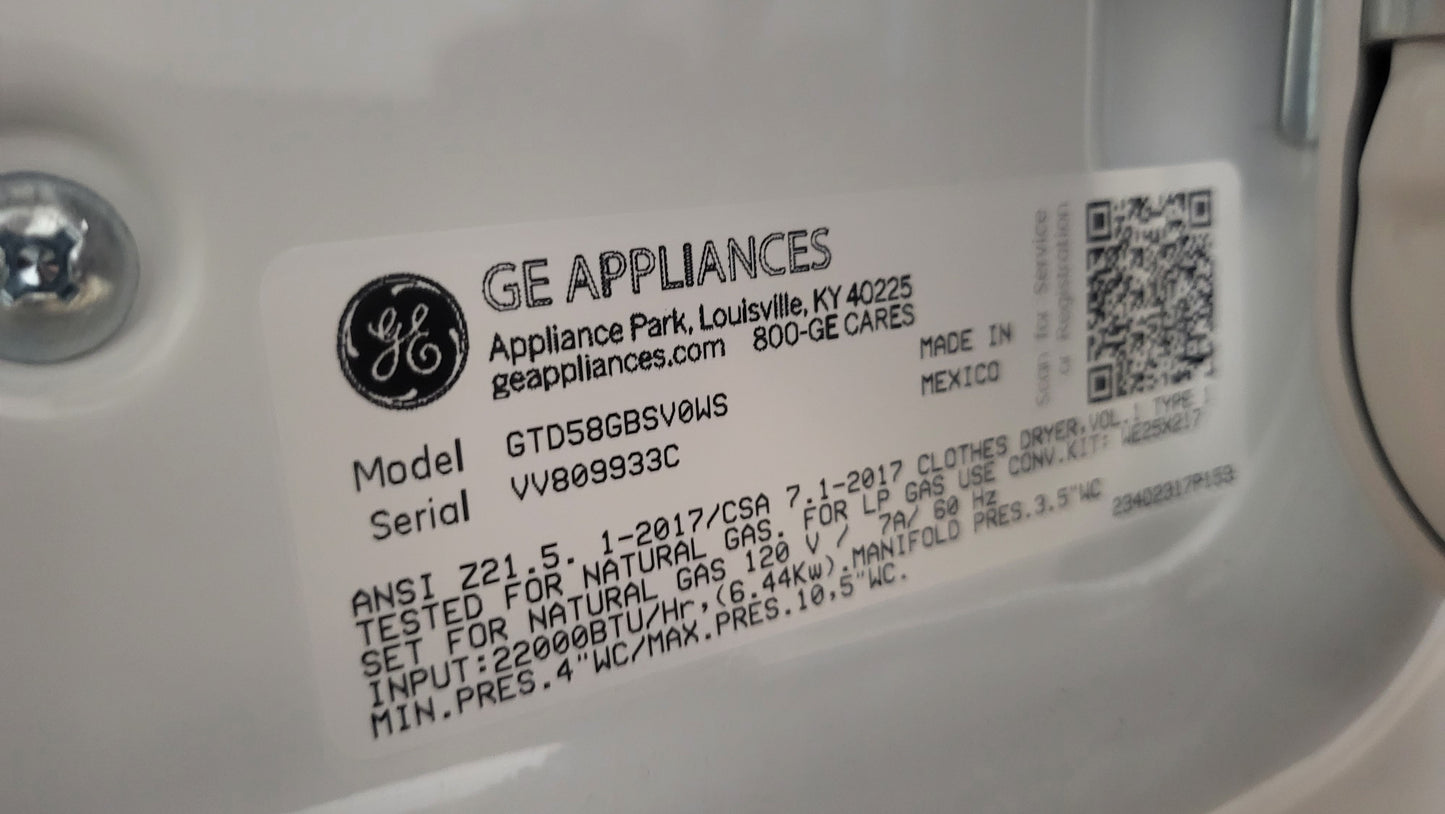 GE
GE APPLIANCES
Appliance Park, Louisville, KY 40225
geappliances.com 800-GE CARES
MADE IN
MEXICO
Scan for Service
or Registration
Model GTD58GBSV0WS
Serial VV809933C
ANSI Z21.5. 1-2017/CSA 7.1-2017 CLOTHES DRYER,VOL.1 TYPE 1
TESTED FOR NATURAL GAS. FOR LP GAS USE CONV.KIT: WE25X217
SET FOR NATURAL GAS 120 V / 7A/ 60 Hz
INPUT:22000BTU/Hr,(6.44Kw).MANIFOLD PRES.3.5"WC
MIN.PRES.4"WC/MAX.PRES.10,5"WC.
234D2317P153